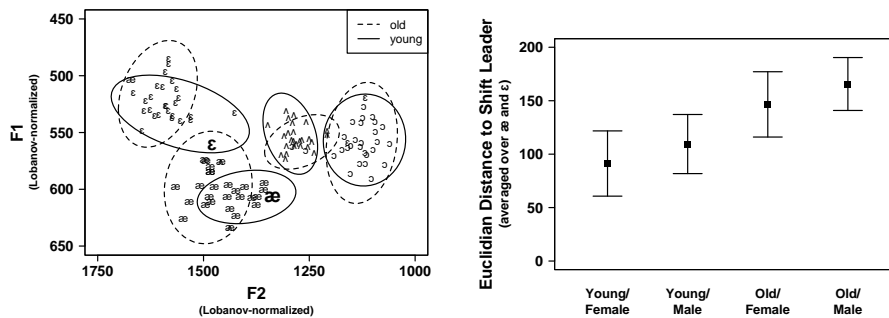 450
500
550
600
650
F1
(Lobanov-normalized)
old
young
ɛ
æ
1750
1500
1250
1000
F2
(Lobanov-normalized)
Euclidian Distance to Shift Leader
(averaged over æ and ɛ)
200
150
100
50
0
Young/
Female
Young/
Male
Old/
Female
Old/
Male